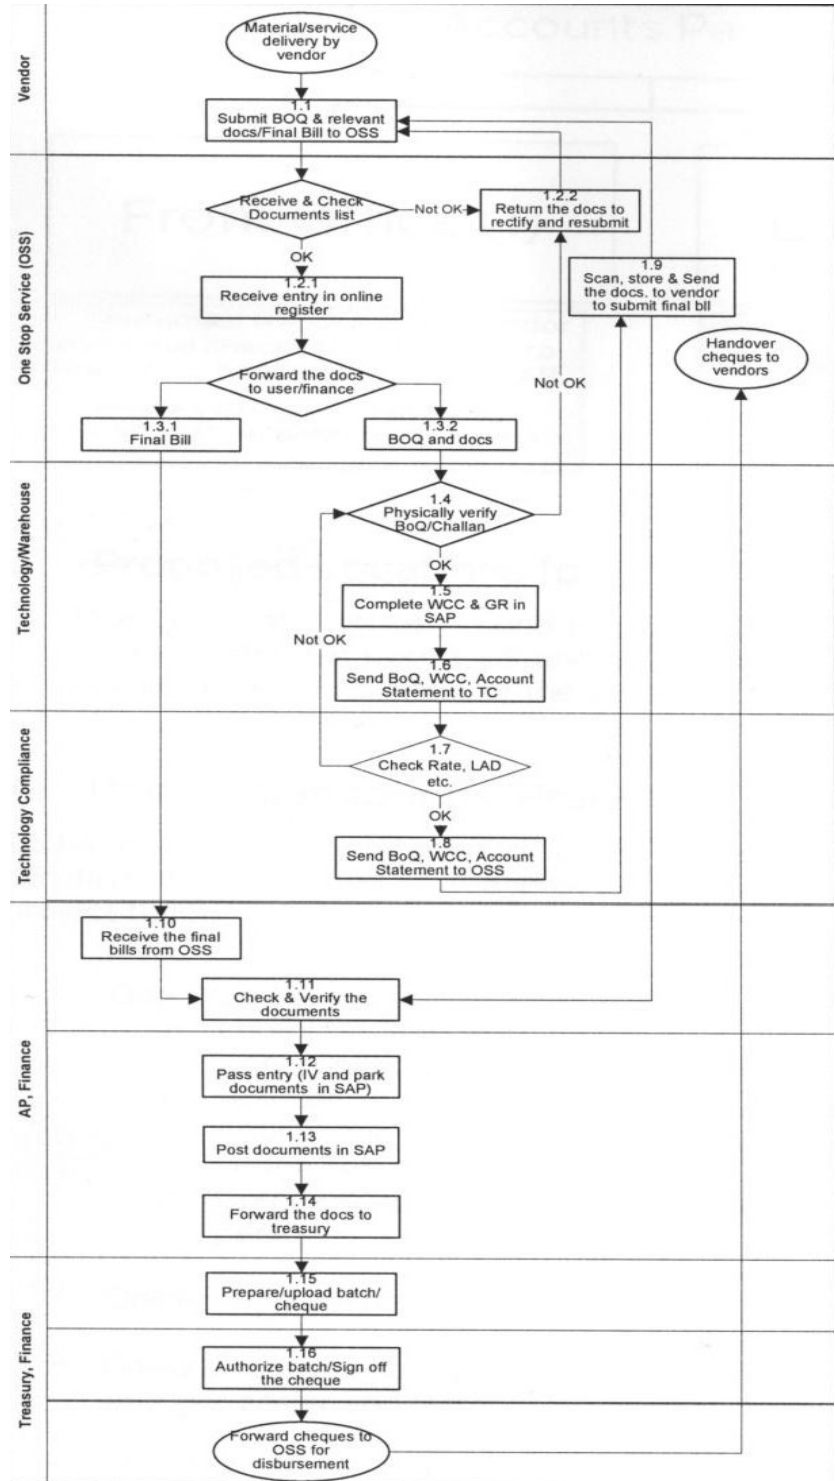 Vendor
Material/service
delivery by
vendor
1.1
Submit BOQ & relevant
docs/Final Bill to OSS
One Stop Service (OSS)
Receive & Check
Documents list
Not OK
1.2.2
Return the docs to
rectify and resubmit
OK
1.2.1
Receive entry in online
register
1.9
Scan, store & Send
the docs. to vendor
to submit final bll
Handover
cheques to
vendors
Forward the docs
to user/finance
Not OK
1.3.1
Final Bill
1.3.2
BOQ and docs
Technology/Warehouse
1.4
Physically verify
BoQ/Challan
OK
1.5
Complete WCC & GR in
SAP
Not OK
1.6
Send BoQ, WCC, Account
Statement to TC
Technology Compliance
1.7
Check Rate, LAD
etc.
OK
1.8
Send BoQ, WCC, Account
Statement to OSS
AP, Finance
1.10
Receive the final
bills from OSS
1.11
Check & Verify the
documents
1.12
Pass entry (IV and park
documents in SAP)
1.13
Post documents in SAP
1.14
Forward the docs to
treasury
Treasury, Finance
1.15
Prepare/upload batch/
cheque
1.16
Authorize batch/Sign off
the cheque
Forward cheques to
OSS for
disbursement